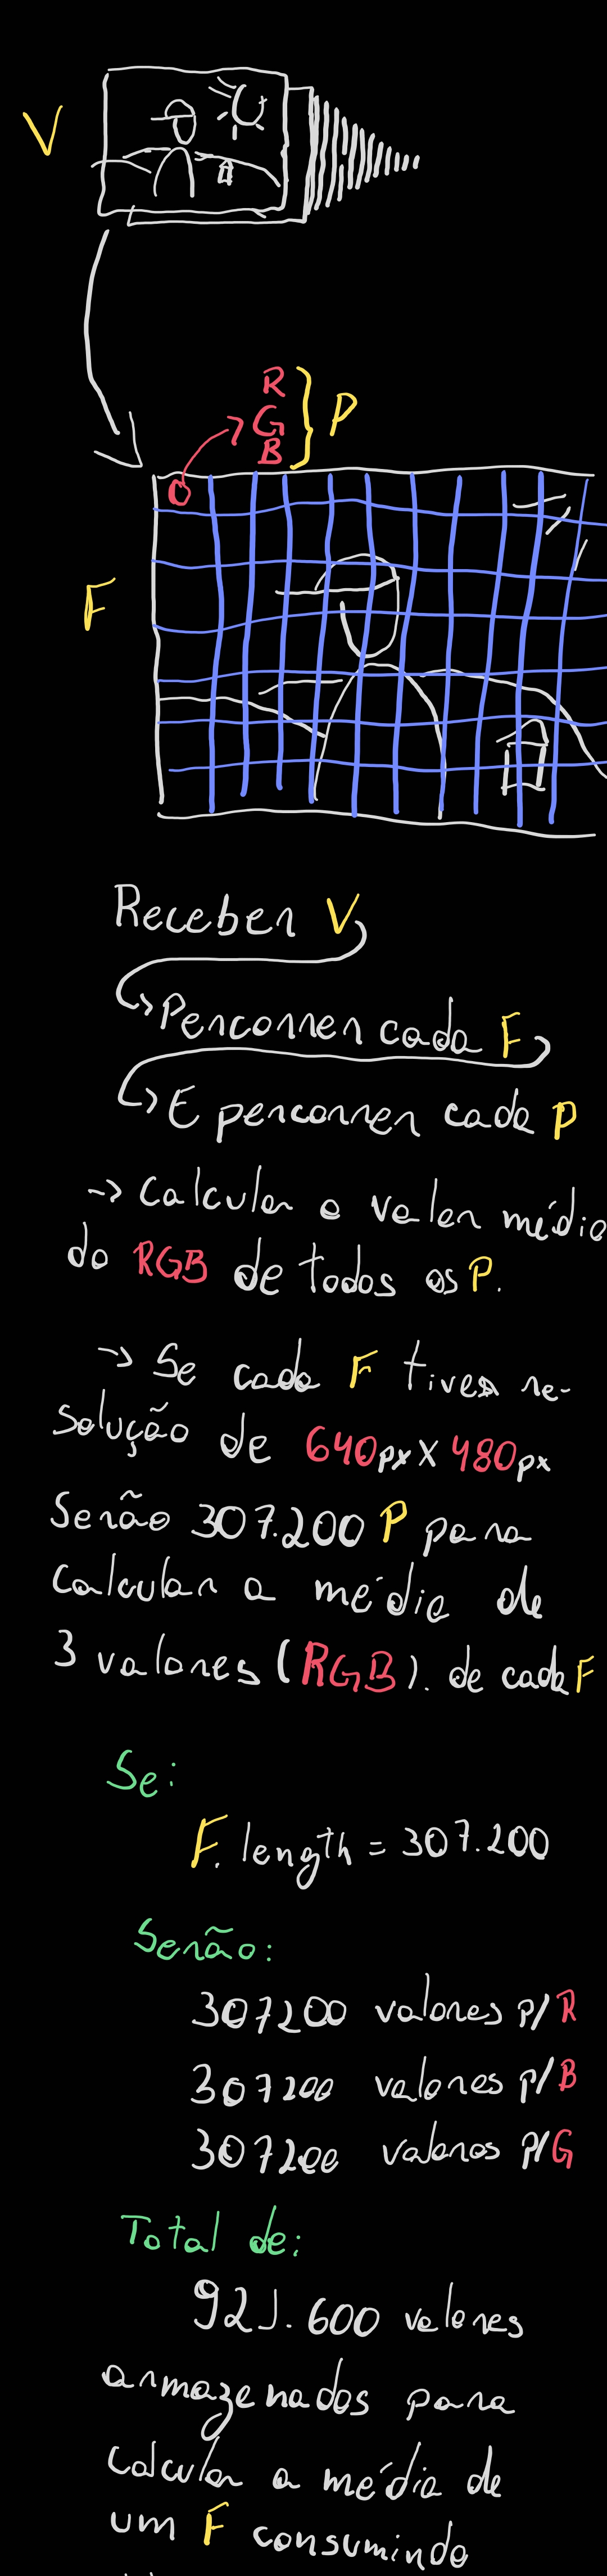 V
R
G
B
P
F
Receber V
Percorrer cada F
E percorrer cada P
-> Calcular o valor médio
do RGB de todos os P.
-> Se cada F tiver re-
solução de 640px X 480px
Serão 307.200 P para
calcular a média de
3 valores (RGB). de cada F
Se:
F. length = 307.200
Serão:
307200 valores p/ R
307200 valores p/ B
307200 valores p/ G
Total de:
921.600 valores
armazenados para
calcular a média de
um F consumindo